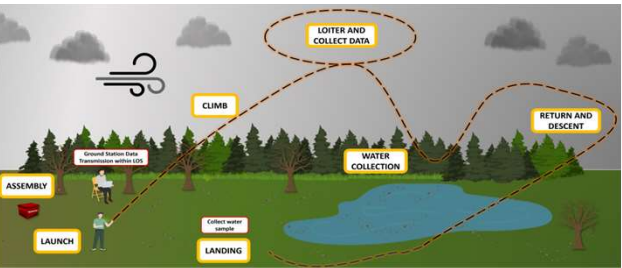 LOITER AND
COLLECT DATA
CLIMB
RETURN AND
DESCENT
Ground Station Data
Transmission within LOS
WATER
COLLECTION
ASSEMBLY
Collect water
sample
LAUNCH
LANDING